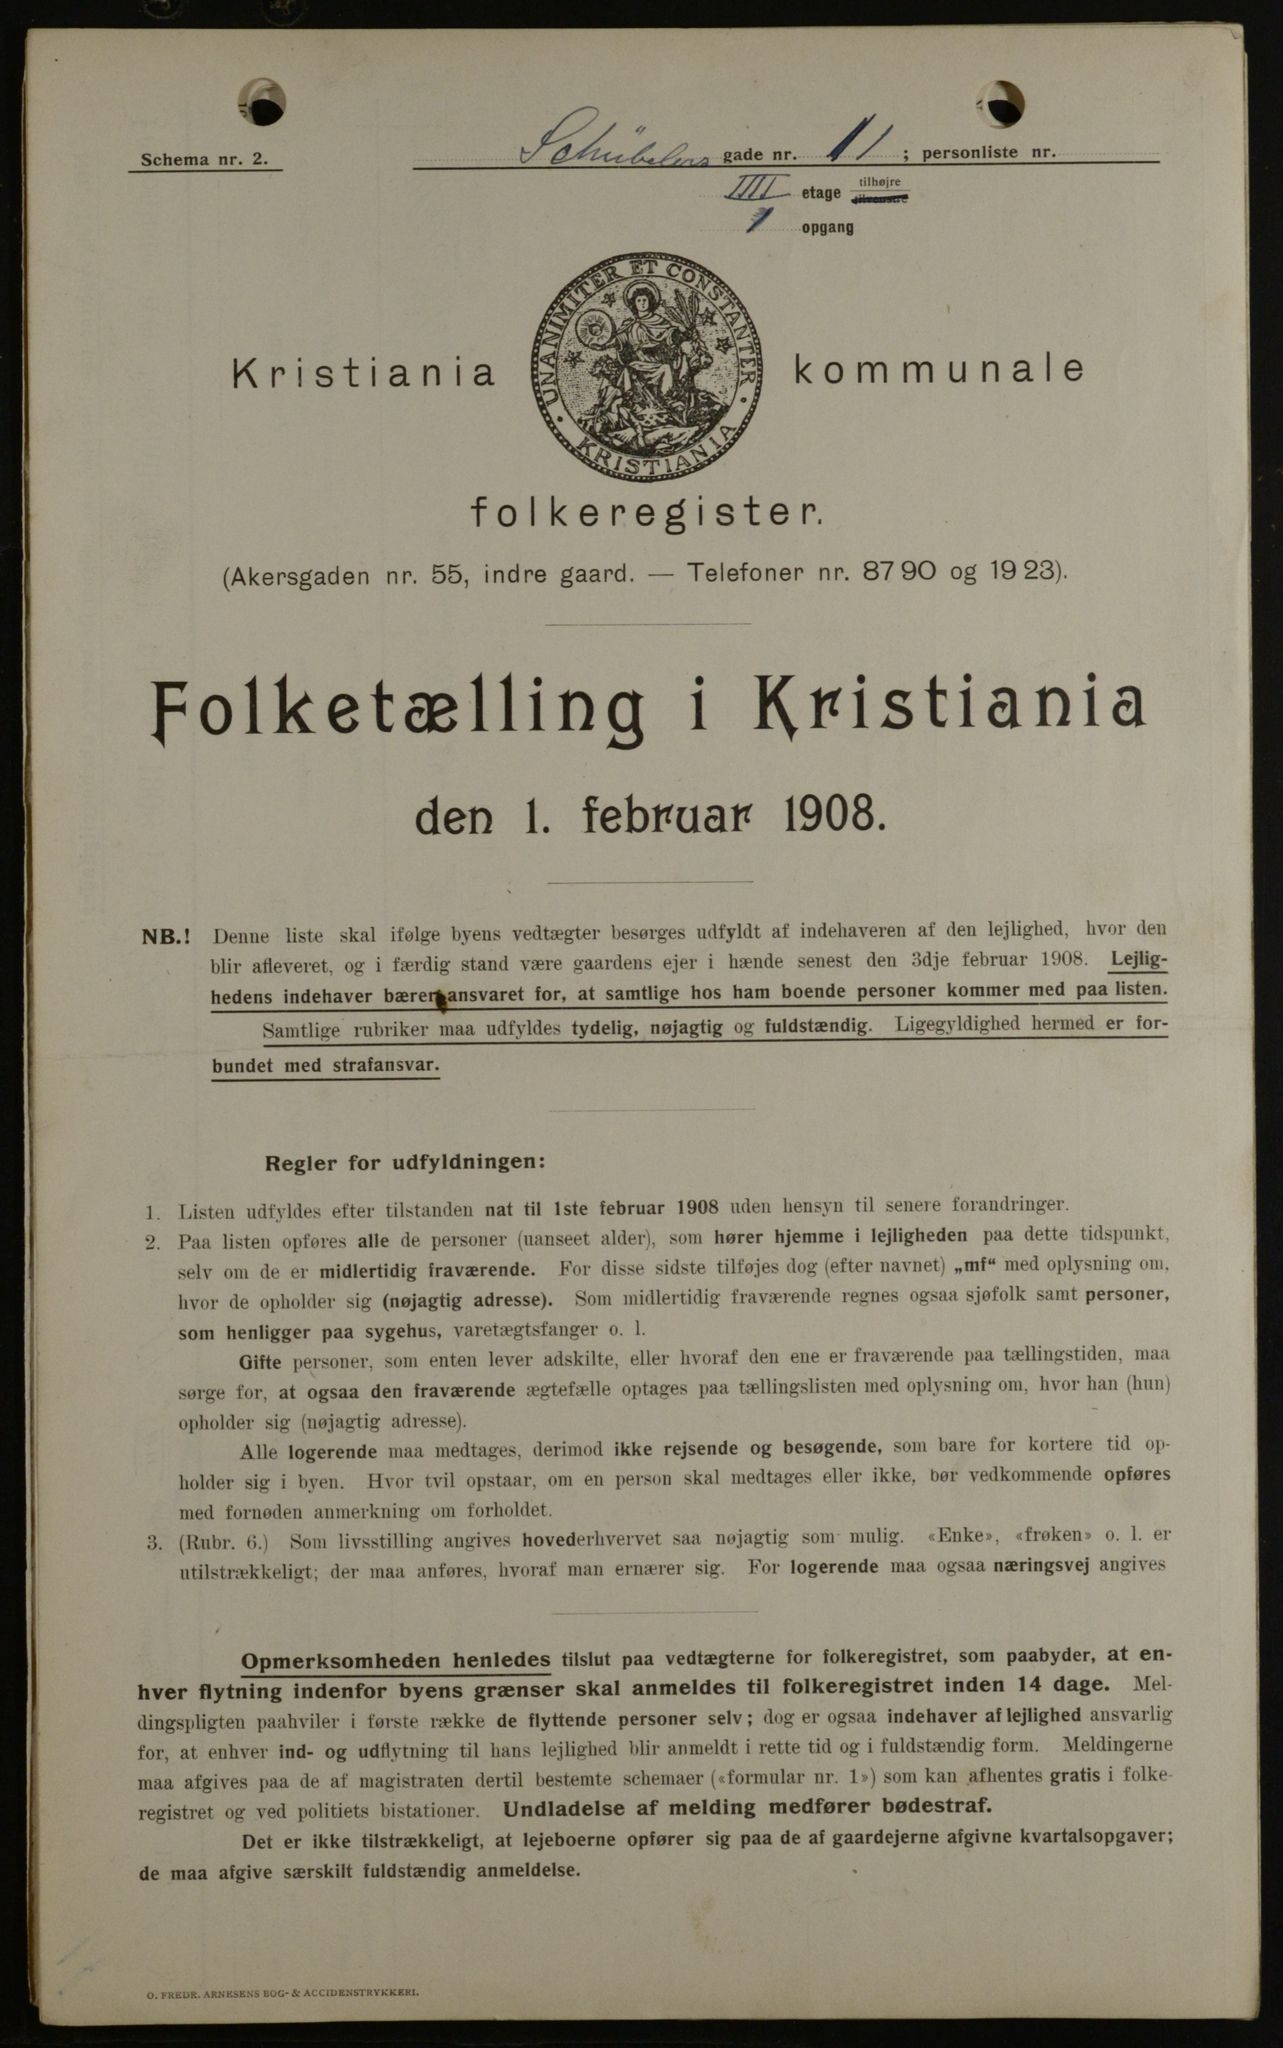 Schema nr. 2.
Schübelers gade nr. 11 ; personliste nr.
IIII etage tilhøjre tilvenstre
1 opgang
UNANIMITER ET CONSTANTER · KRISTIANIA ·
Kristiania kommunale
folkeregister.
(Akersgaden nr. 55, indre gaard. — Telefoner nr. 87 90 og 19 23).
Folketælling i Kristiania
den 1. februar 1908.
NB.! Denne liste skal ifølge byens vedtægter besørges udfyldt af indehaveren af den lejlighed, hvor den
blir afleveret, og i færdig stand være gaardens ejer i hænde senest den 3dje februar 1908. Lejlig-
hedens indehaver bærer ansvaret for, at samtlige hos ham boende personer kommer med paa listen.
Samtlige rubriker maa udfyldes tydelig, nøjagtig og fuldstændig. Ligegyldighed hermed er for-
bundet med strafansvar.
Regler for udfyldningen:
1. Listen udfyldes efter tilstanden nat til 1ste februar 1908 uden hensyn til senere forandringer.
2. Paa listen opføres alle de personer (uanseet alder), som hører hjemme i lejligheden paa dette tidspunkt,
selv om de er midlertidig fraværende. For disse sidste tilføjes dog (efter navnet) „mf“ med oplysning om,
hvor de opholder sig (nøjagtig adresse). Som midlertidig fraværende regnes ogsaa sjøfolk samt personer,
som henligger paa sygehus, varetægtsfanger o. l.
Gifte personer, som enten lever adskilte, eller hvoraf den ene er fraværende paa tællingstiden, maa
sørge for, at ogsaa den fraværende ægtefælle optages paa tællingslisten med oplysning om, hvor han (hun)
opholder sig (nøjagtig adresse).
Alle logerende maa medtages, derimod ikke rejsende og besøgende, som bare for kortere tid op-
holder sig i byen. Hvor tvil opstaar, om en person skal medtages eller ikke, bør vedkommende opføres
med fornøden anmerkning om forholdet.
3. (Rubr. 6.) Som livsstilling angives hovederhvervet saa nøjagtig som mulig. «Enke», «frøken» o. l. er
utilstrækkeligt; der maa anføres, hvoraf man ernærer sig. For logerende maa ogsaa næringsvej angives
Opmerksomheden henledes tilslut paa vedtægterne for folkeregistret, som paabyder, at en-
hver flytning indenfor byens grænser skal anmeldes til folkeregistret inden 14 dage. Mel-
dingspligten paahviler i første række de flyttende personer selv; dog er ogsaa indehaver af lejlighed ansvarlig
for, at enhver ind- og udflytning til hans lejlighed blir anmeldt i rette tid og i fuldstændig form. Meldingerne
maa afgives paa de af magistraten dertil bestemte schemaer («formular nr. 1») som kan afhentes gratis i folke-
registret og ved politiets bistationer. Undladelse af melding medfører bødestraf.
Det er ikke tilstrækkeligt, at lejeboerne opfører sig paa de af gaardejerne afgivne kvartalsopgaver;
de maa afgive særskilt fuldstændig anmeldelse.
O. FREDR. ARNESENS BOG- & ACCIDENSTRYKKERI.